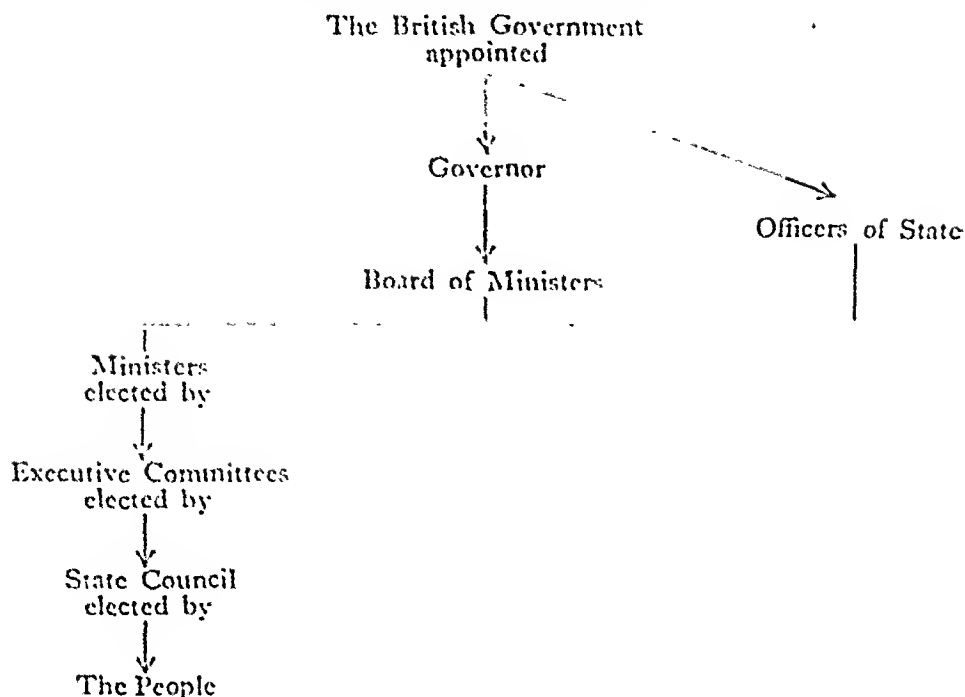 The British Government
appointed
Governor
Officers of State
Board of Ministers
Ministers
elected by
Executive Committees
elected by
State Council
elected by
The People